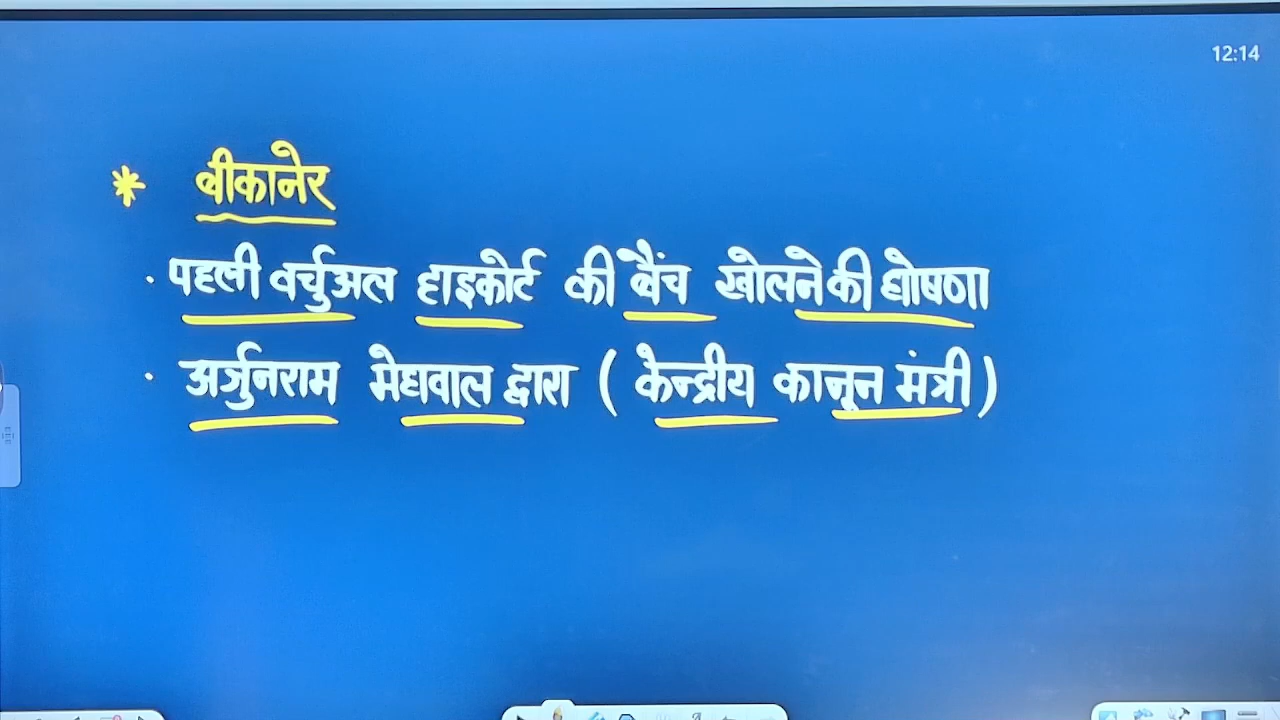 12:14
* बीकानेर
· पहली वर्चुअल हाइकोर्ट की बैंच खोलने की घोषणा
· अर्जुनराम मेघवाल द्वारा ( केन्द्रीय कानून मंत्री )